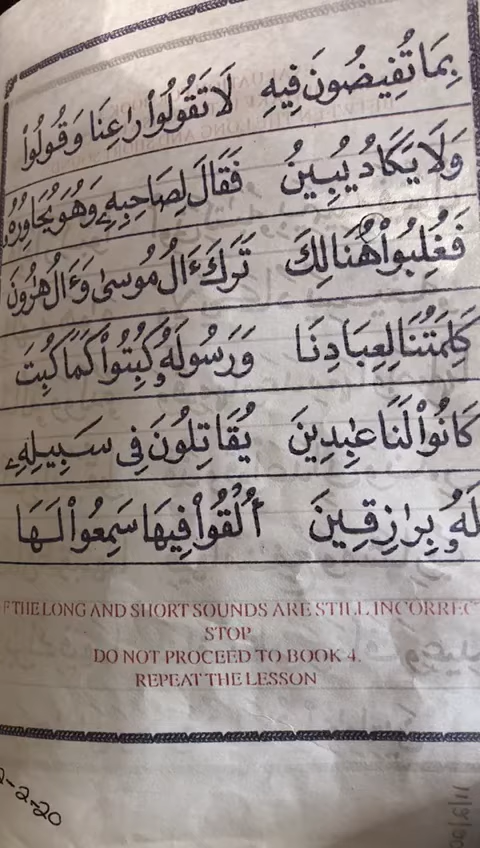 بِمَا تُفِيضُونَ فِيهِ لَا تَقُولُوا۟ رَٰعِنَا وَقُولُوا۟
وَلَا يَكَادُ يُبِينُ فَقَالَ لِصَاحِبِهِۦ وَهُوَ يُحَاوِرُهُۥ
فَغُلِبُوا۟ هُنَالِكَ تَرَكَ ءَالُ مُوسَىٰ وَءَالُ هَٰرُونَ
كَلِمَتُنَا لِعِبَادِنَا وَرَسُولَهُۥ كُبِتُوا۟ كَمَا كُبِتَ
كَانُوا۟ لَنَا عَٰبِدِينَ يُقَاتِلُونَ فِى سَبِيلِهِۦ
لَهُۥ بِرَٰزِقِينَ أُلْقُوا۟ فِيهَا سَمِعُوا۟ لَهَا
F THE LONG AND SHORT SOUNDS ARE STILL INCORRECT
STOP
DO NOT PROCEED TO BOOK 4.
REPEAT THE LESSON
2-2-20